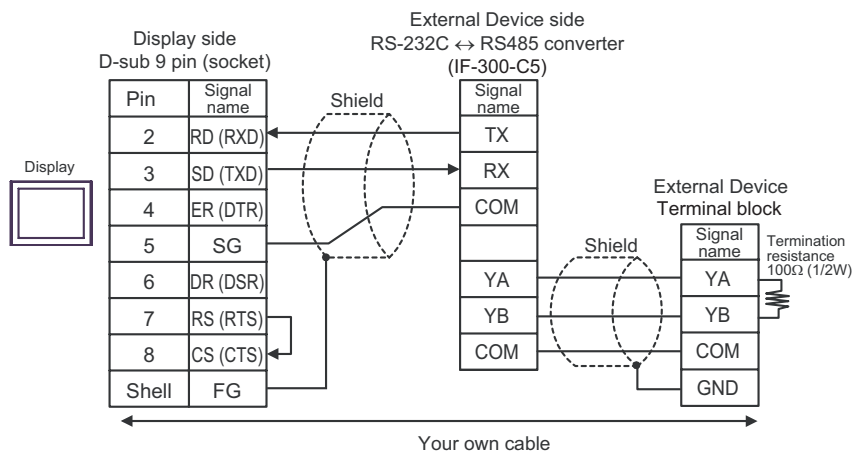 External Device side
RS-232C ↔ RS485 converter
(IF-300-C5)
Display side
D-sub 9 pin (socket)
Pin
Signal
name
2
RD (RXD)
3
SD (TXD)
4
ER (DTR)
5
SG
6
DR (DSR)
7
RS (RTS)
8
CS (CTS)
Shell
FG
Display
Shield
Signal
name
TX
RX
COM
YA
YB
COM
Shield
External Device
Terminal block
Signal
name
YA
YB
COM
GND
Termination
resistance
100Ω (1/2W)
Your own cable